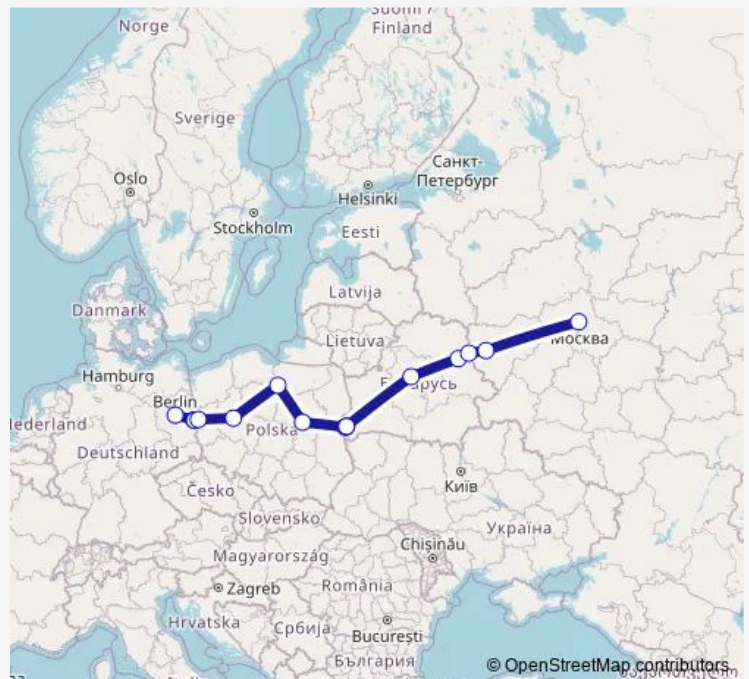 Suomi /
Finland
Norge
Sverige
Санкт-
Петербург
Oslo
Helsinki
Stockholm
Eesti
Latvija
Danmark
Lietuva
Москва
Hamburg
Berlin
Polska
Deutschland
Česko
Київ
Slovensko
Україна
Magyarország
Chișinău
Zagreb
România
Hrvatska
Србија
București
България
© OpenStreetMap contributors.